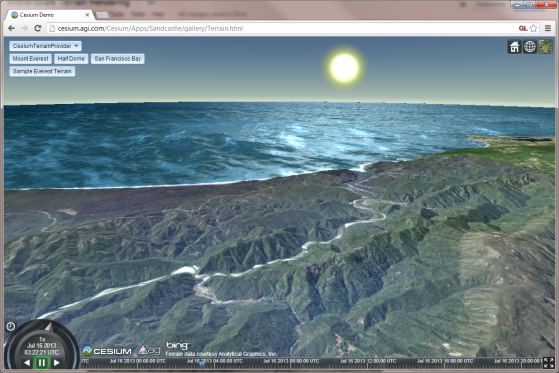 Cesium Demo
cesium.agi.com/Cesium/Apps/Sandcastle/gallery/Terrain.html
GL
CesiumTerrainProvider
Mount Everest
Half Dome
San Francisco Bay
Sample Everest Terrain
1x
Jul 16 2013
03:22:21 UTC
CESIUM
agi
bing
Terrain data courtesy Analytical Graphics, Inc.
Jul 16 2013 00:00:00 UTC
Jul 16 2013 04:00:00 UTC
Jul 16 2013 08:00:00 UTC
Jul 16 2013 12:00:00 UTC
Jul 16 2013 16:00:00 UTC
Jul 16 2013 20:00:00 UTC